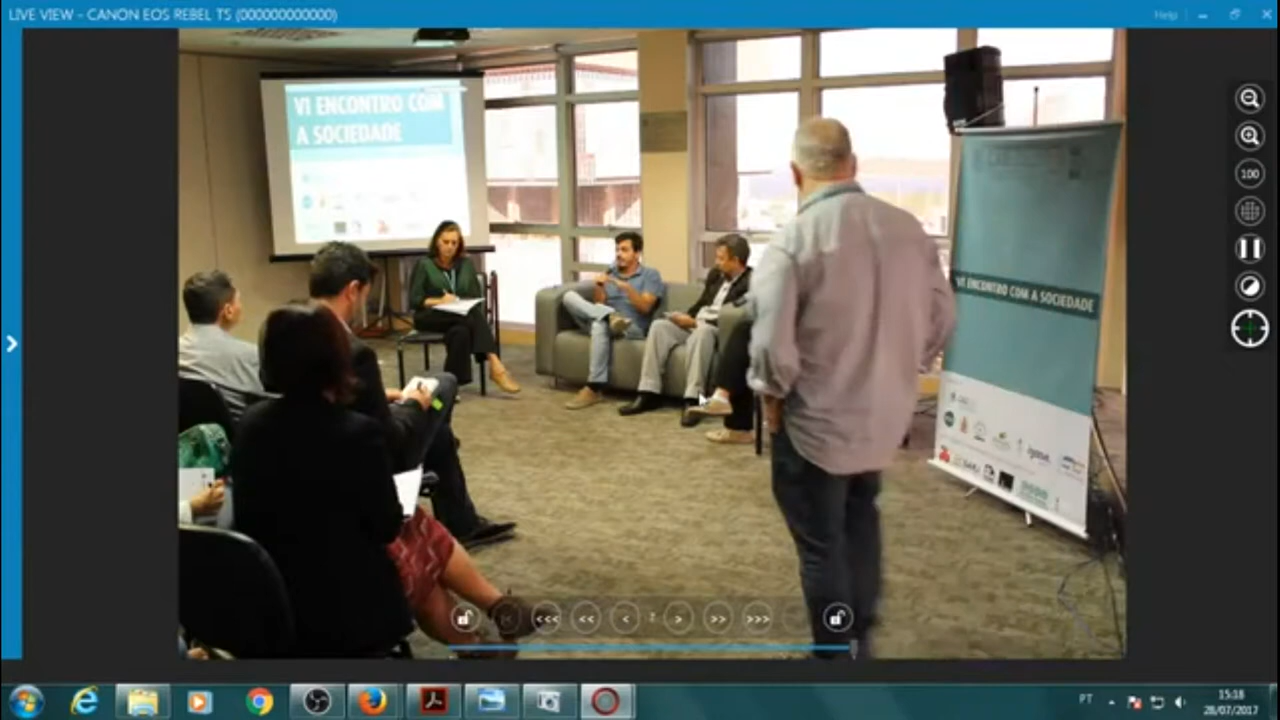 LIVE VIEW - CANON EOS REBEL T5 (000000000000)
Help
VI ENCONTRO COM
A SOCIEDADE
VI ENCONTRO COM A SOCIEDADE
100
<<<
<<
<
?
>
>>
>>>
PT
15:18
28/07/2017